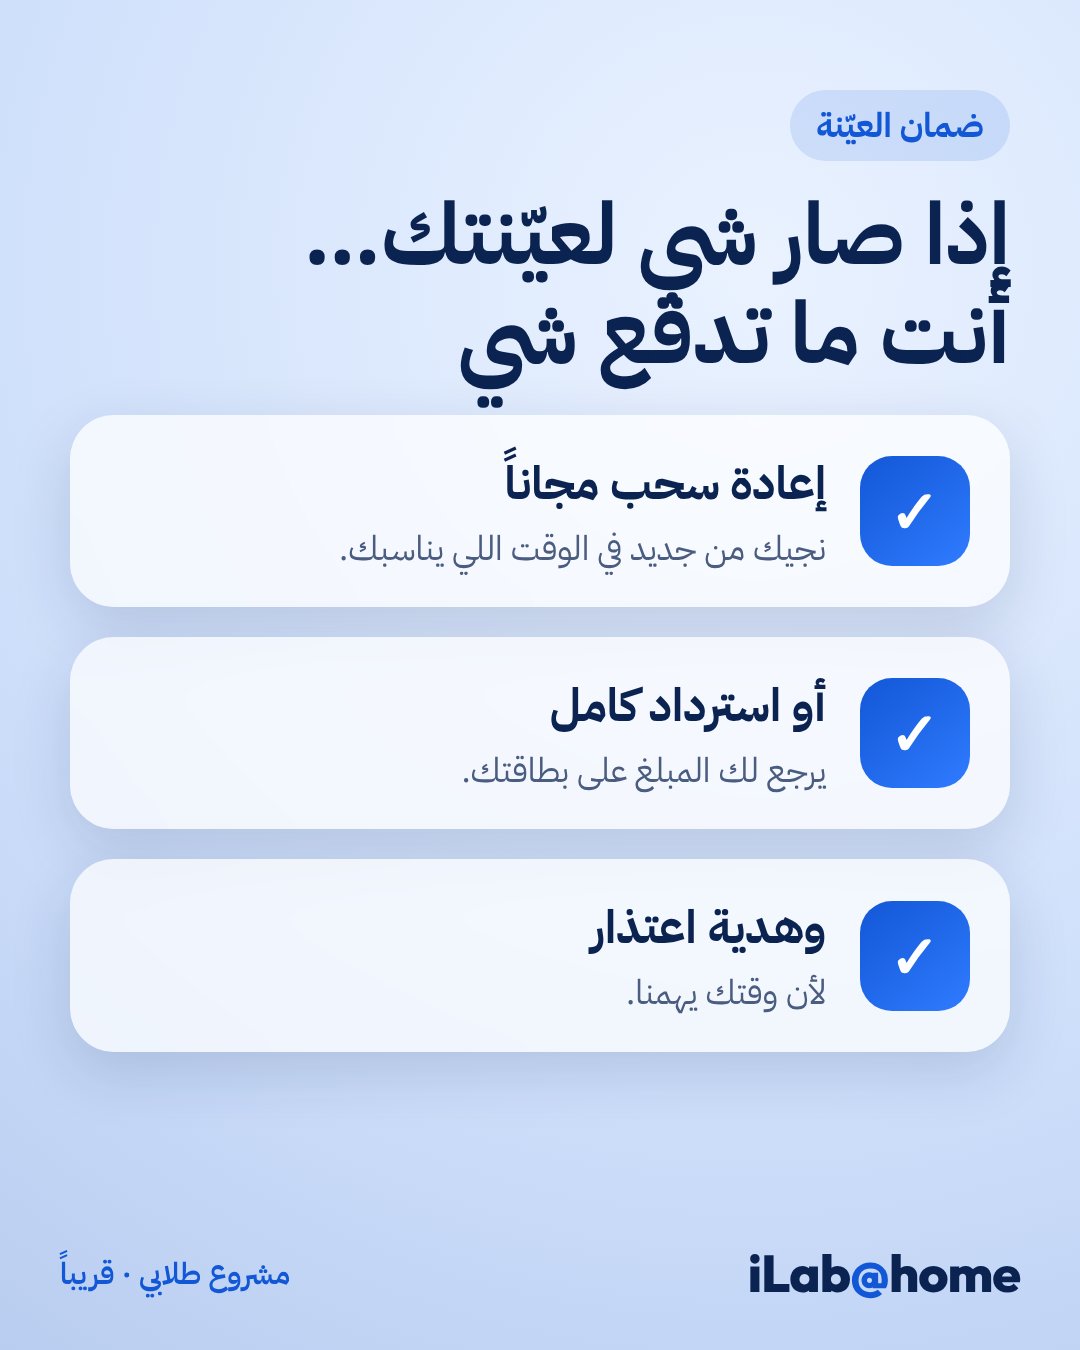 ضمان العيّنة
إذا صار شي لعيّنتك...
أنت ما تدفع شي
✓
إعادة سحب مجاناً
نجيك من جديد في الوقت اللي يناسبك.
✓
أو استرداد كامل
يرجع لك المبلغ على بطاقتك.
✓
وهدية اعتذار
لأن وقتك يهمنا.
iLab@home
مشروع طلابي · قريباً